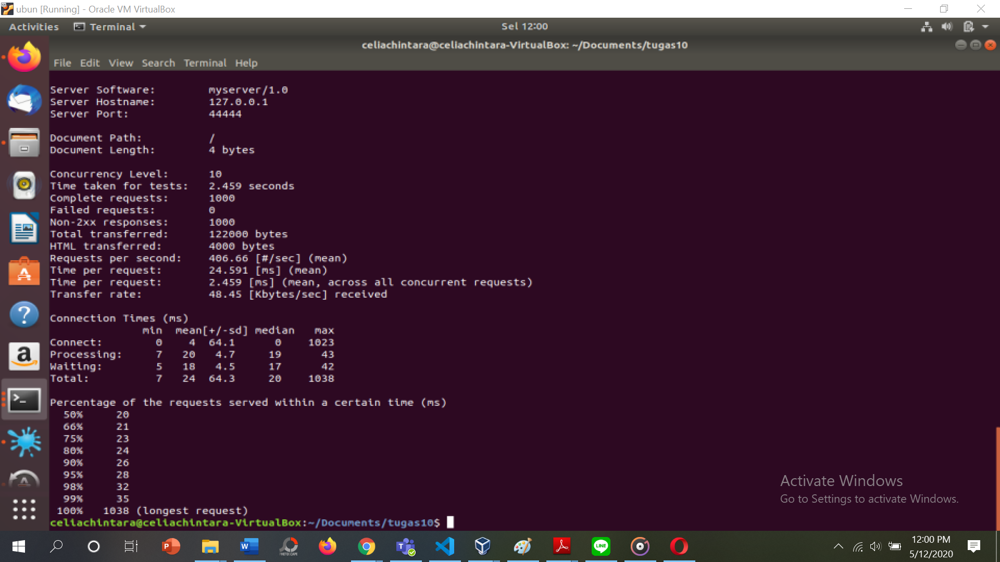 ubun [Running] - Oracle VM VirtualBox
Activities Terminal Sel 12:00
celiachintara@celiachintara-VirtualBox: ~/Documents/tugas10
File Edit View Search Terminal Help
Server Software: myserver/1.0
Server Hostname: 127.0.0.1
Server Port: 44444
Document Path: /
Document Length: 4 bytes
Concurrency Level: 10
Time taken for tests: 2.459 seconds
Complete requests: 1000
Failed requests: 0
Non-2xx responses: 1000
Total transferred: 122000 bytes
HTML transferred: 4000 bytes
Requests per second: 406.66 [#/sec] (mean)
Time per request: 24.591 [ms] (mean)
Time per request: 2.459 [ms] (mean, across all concurrent requests)
Transfer rate: 48.45 [Kbytes/sec] received
Connection Times (ms)
min mean[+/-sd] median max
Connect: 0 4 64.1 0 1023
Processing: 7 20 4.7 19 43
Waiting: 5 18 4.5 17 42
Total: 7 24 64.3 20 1038
Percentage of the requests served within a certain time (ms)
50% 20
66% 21
75% 23
80% 24
90% 26
95% 28
98% 32
99% 35
100% 1038 (longest request)
celiachintara@celiachintara-VirtualBox:~/Documents/tugas10$
Activate Windows
Go to Settings to activate Windows.
PHOTOSCAPE
LINE
12:00 PM
5/12/2020